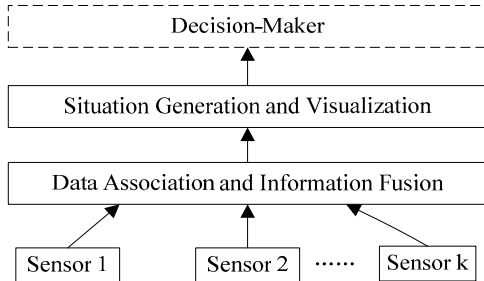 Decision-Maker
Situation Generation and Visualization
Data Association and Information Fusion
Sensor 1 Sensor 2 ...... Sensor k